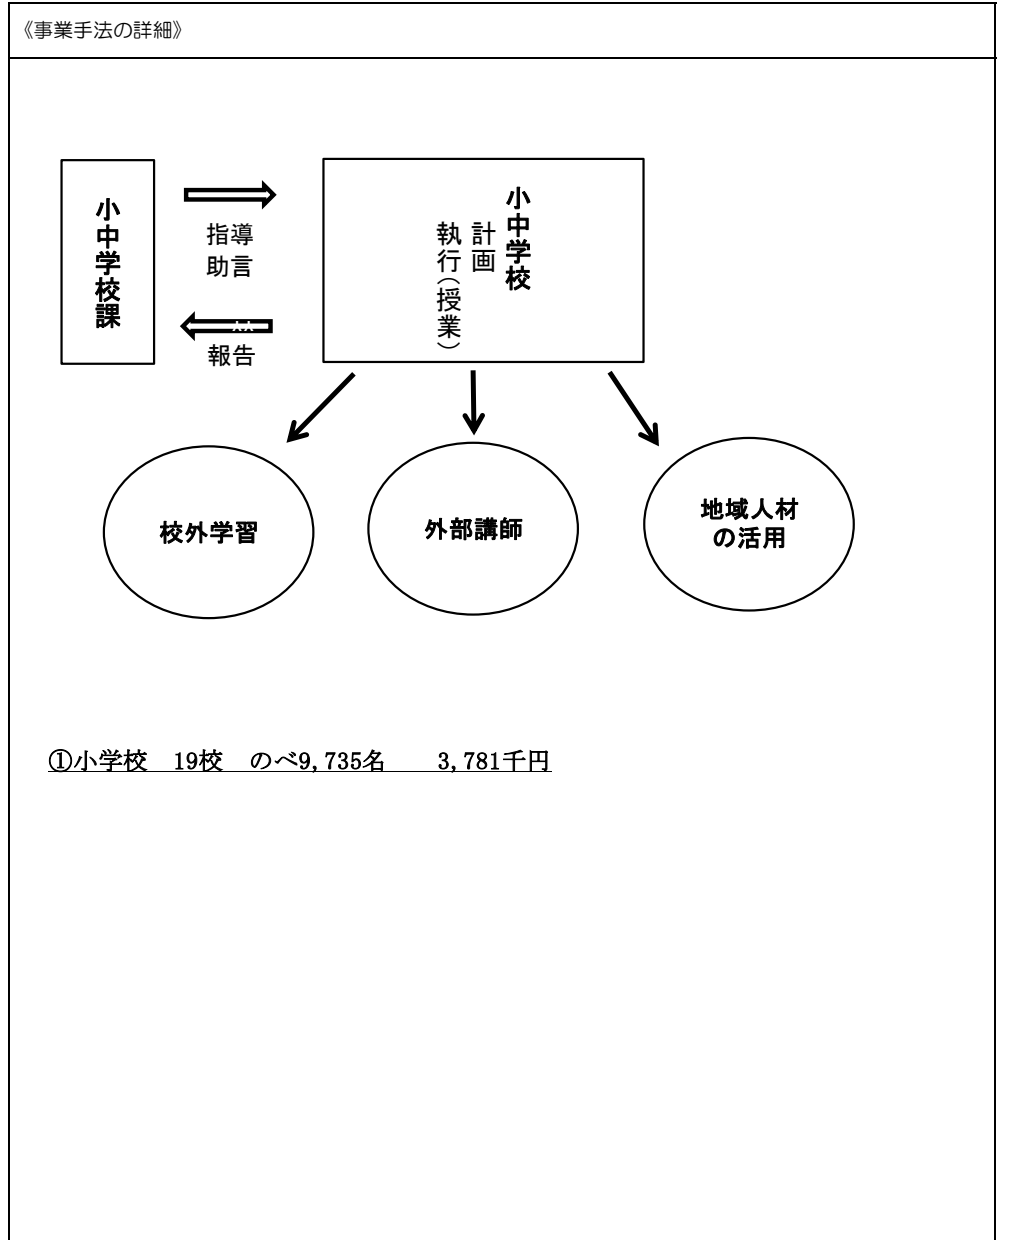 《事業手法の詳細》
小中学校課
指導
助言
報告
小中学校
計画
執行(授業)
校外学習
外部講師
地域人材
の活用
①小学校　19校　のべ9,735名　　3,781千円